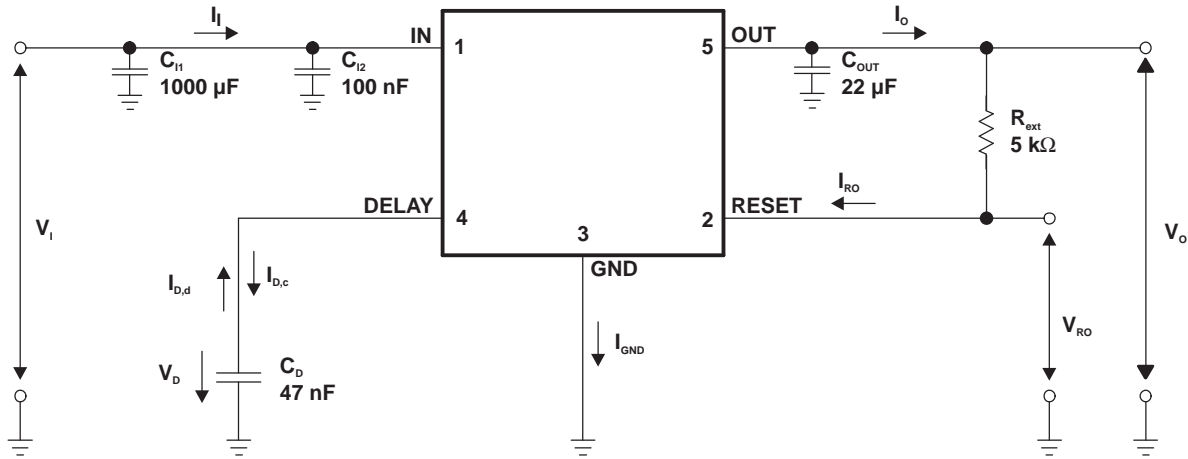 I_I
I_O
IN
1
5
OUT
C_I1
1000 µF
C_I2
100 nF
C_OUT
22 µF
R_ext
5 kΩ
I_RO
DELAY
4
2
RESET
3
GND
V_I
V_O
I_D,d
I_D,c
I_GND
V_RO
V_D
C_D
47 nF